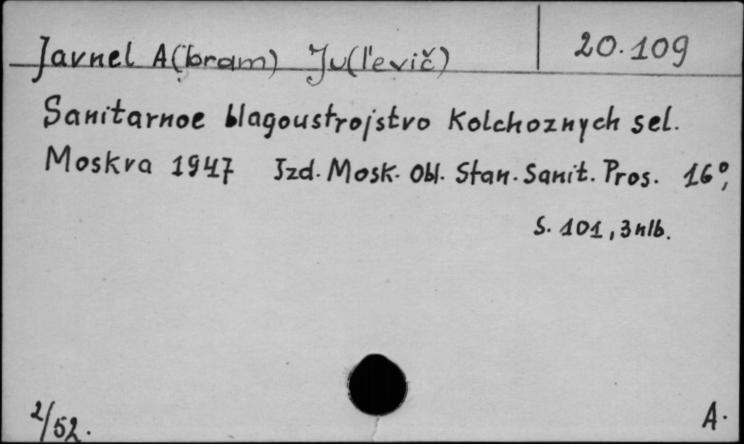 Javnel A(bram) Ju(l'evič) 20.109
Sanitarnoe blagoustrojstvo Kolchoznych sel.
Moskva 1947 Izd. Mosk. Obl. Stan. Sanit. Pros. 16°,
S. 101, 3 nlb.
2/52. A.